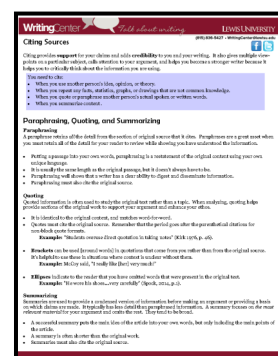 WritingCenter
Talk about writing
LEWIS UNIVERSITY
Citing Sources
Citing provides support for your claims and adds credibility to you and your writing. It also gives multiple view-
points on a particular subject, calls attention to your argument, and helps you become a stronger writer because it
helps you to critically think about the information you are using.
You need to cite:
• When you use another person's idea, opinion, or theory.
• When you repeat any facts, statistics, graphs, or drawings that are not common knowledge.
• When you quote or paraphrase another person's actual spoken or written words.
• When you summarize content.
Paraphrasing, Quoting, and Summarizing
Paraphrasing
A paraphrase retains all the detail from the section of original source that it cites. Paraphrases are a great asset when
you must retain all of the detail for your reader to review while showing you have understood the information.
• Putting a passage into your own words, paraphrasing is a restatement of the original content using your own
unique language.
• It is usually the same length as the original passage, but it doesn't always have to be.
• Paraphrasing well shows that a writer has a clear ability to digest and disseminate information.
• Paraphrasing must also cite the original source.
Quoting
Quoted information is often used to studythe original text rather than a topic. When analyzing, quoting helps
provide sections of the original work to support your argument and enhance your ethos.
• It is identical to the original content, and matches word-for-word.
• Quotes must cite the original source. Remember that the period goes after the parenthetical citations for
non-block quote formats.
Example: "Students overuse direct quotation in taking notes" (Kirk 1976, p. 46).
• Brackets can be used [around words] in quotations that come from you rather than from the original source.
It's helpful to use these in situations where context is unclear without them.
Example: McCoy said, "I really like [her] very much!"
• Ellipses indicate to the reader that you have omitted words that were present in the original text.
Example: "He wore his shoes...very carefully" (Spock, 2014, p.1).
Summarizing
Summaries are used to provide a condensed version of information before making an argument or providing a basis
on which claims are made. It typically has less detail than paraphrased information. A summary focuses on the most
relevant material for your argument and omits the rest. They tend to be broad.
• A successful summary puts the main idea of the article into your own words, but only including the main points of
the article.
• A summary is often shorter than the original work.
• Summaries must also cite the original source.